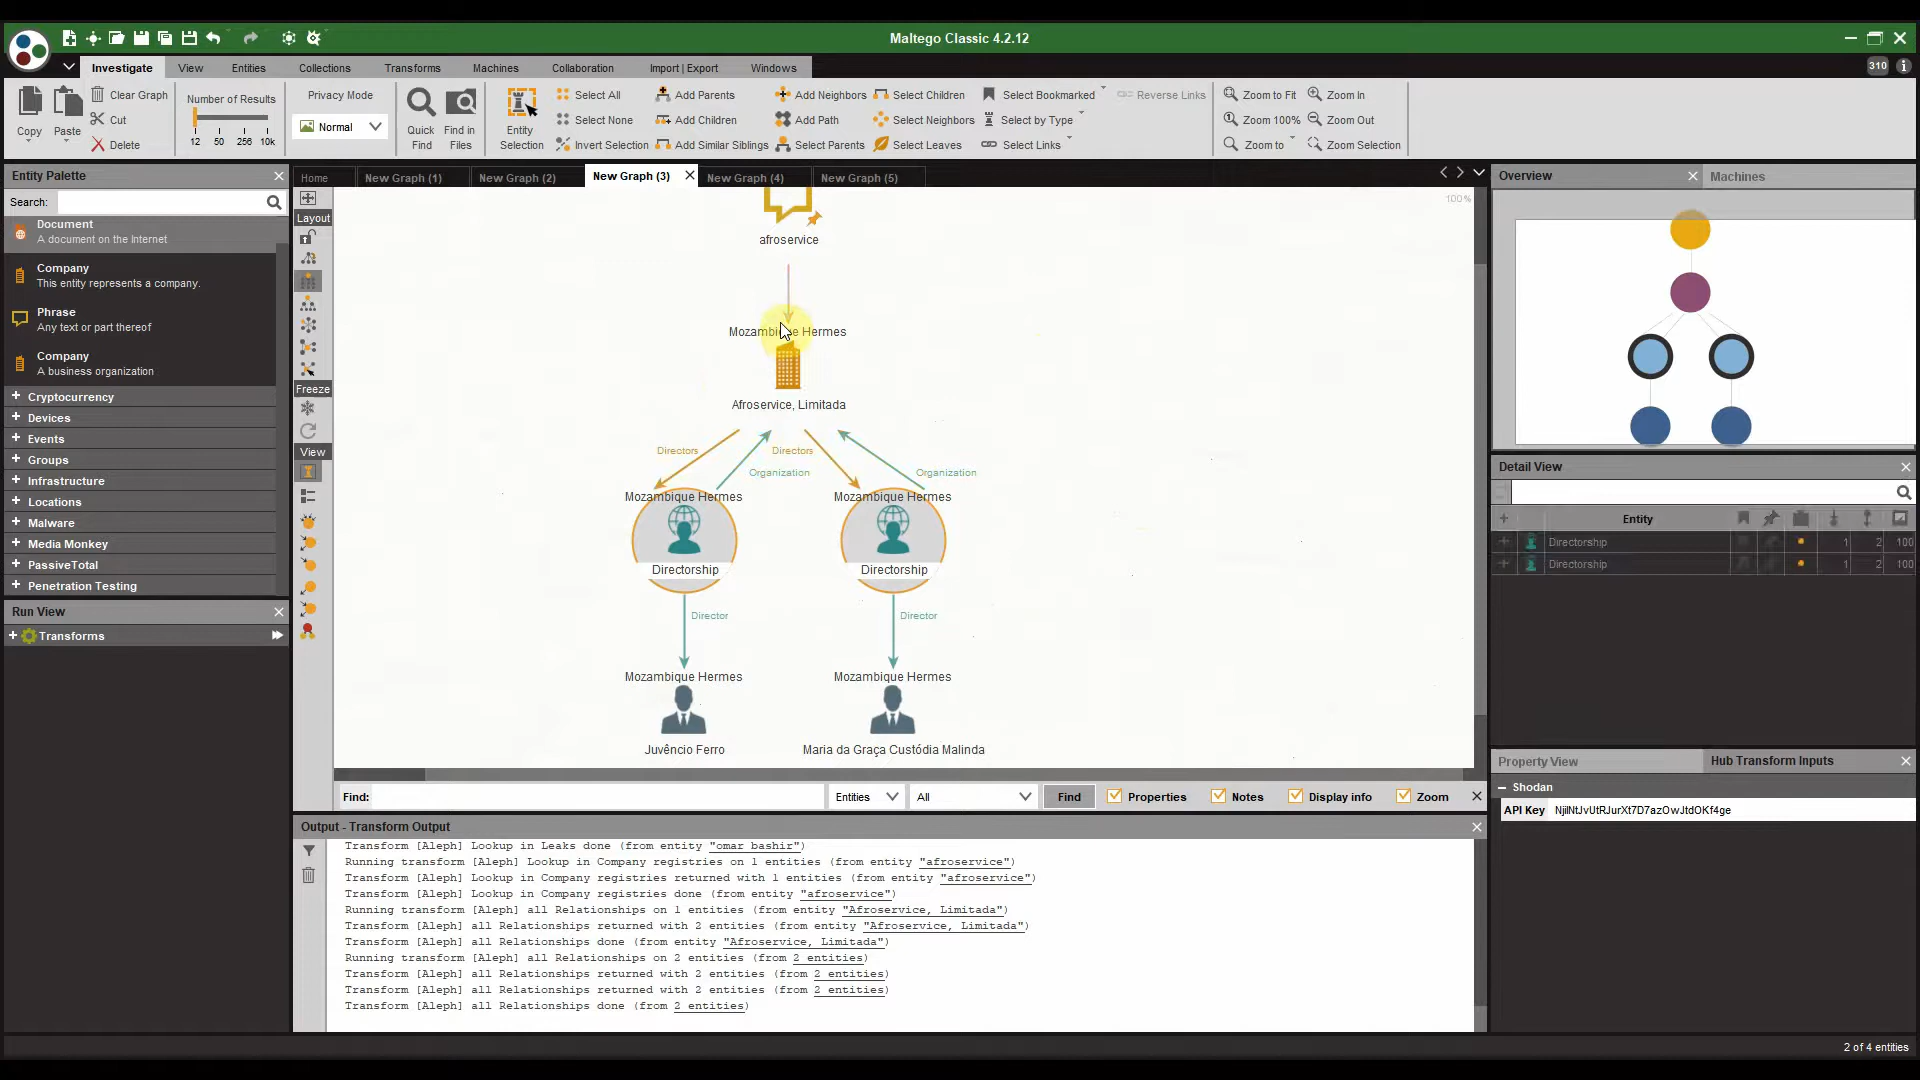 Maltego Classic 4.2.12
Investigate
View
Entities
Collections
Transforms
Machines
Collaboration
Import | Export
Windows
310
Copy
Paste
Clear Graph
Cut
Delete
Number of Results
12 50 256 10k
Privacy Mode
Normal
Quick Find
Find in Files
Entity Selection
Select All
Select None
Invert Selection
Add Parents
Add Children
Add Similar Siblings
Add Neighbors
Add Path
Select Parents
Select Children
Select Neighbors
Select Leaves
Select Bookmarked
Select by Type
Select Links
Reverse Links
Zoom to Fit
Zoom 100%
Zoom to
Zoom In
Zoom Out
Zoom Selection
Entity Palette
Search:
Document
A document on the Internet
Company
This entity represents a company.
Phrase
Any text or part thereof
Company
A business organization
Cryptocurrency
Devices
Events
Groups
Infrastructure
Locations
Malware
Media Monkey
PassiveTotal
Penetration Testing
Run View
Transforms
Home
New Graph (1)
New Graph (2)
New Graph (3)
New Graph (4)
New Graph (5)
Layout
Freeze
View
100%
afroservice
Mozambique Hermes
Afroservice, Limitada
Directors
Organization
Directors
Organization
Mozambique Hermes
Directorship
Mozambique Hermes
Directorship
Director
Director
Mozambique Hermes
Juvêncio Ferro
Mozambique Hermes
Maria da Graça Custódia Malinda
Find:
Entities
All
Find
Properties
Notes
Display info
Zoom
Output - Transform Output
Transform [Aleph] Lookup in Leaks done (from entity "omar bashir")
Running transform [Aleph] Lookup in Company registries on 1 entities (from entity "afroservice")
Transform [Aleph] Lookup in Company registries returned with 1 entities (from entity "afroservice")
Transform [Aleph] Lookup in Company registries done (from entity "afroservice")
Running transform [Aleph] all Relationships on 1 entities (from entity "Afroservice, Limitada")
Transform [Aleph] all Relationships returned with 2 entities (from entity "Afroservice, Limitada")
Transform [Aleph] all Relationships done (from entity "Afroservice, Limitada")
Running transform [Aleph] all Relationships on 2 entities (from 2 entities)
Transform [Aleph] all Relationships returned with 2 entities (from 2 entities)
Transform [Aleph] all Relationships returned with 2 entities (from 2 entities)
Transform [Aleph] all Relationships done (from 2 entities)
Overview
Machines
Detail View
Entity
Directorship 1 2 100
Directorship 1 2 100
Property View
Hub Transform Inputs
Shodan
API Key
2 of 4 entities